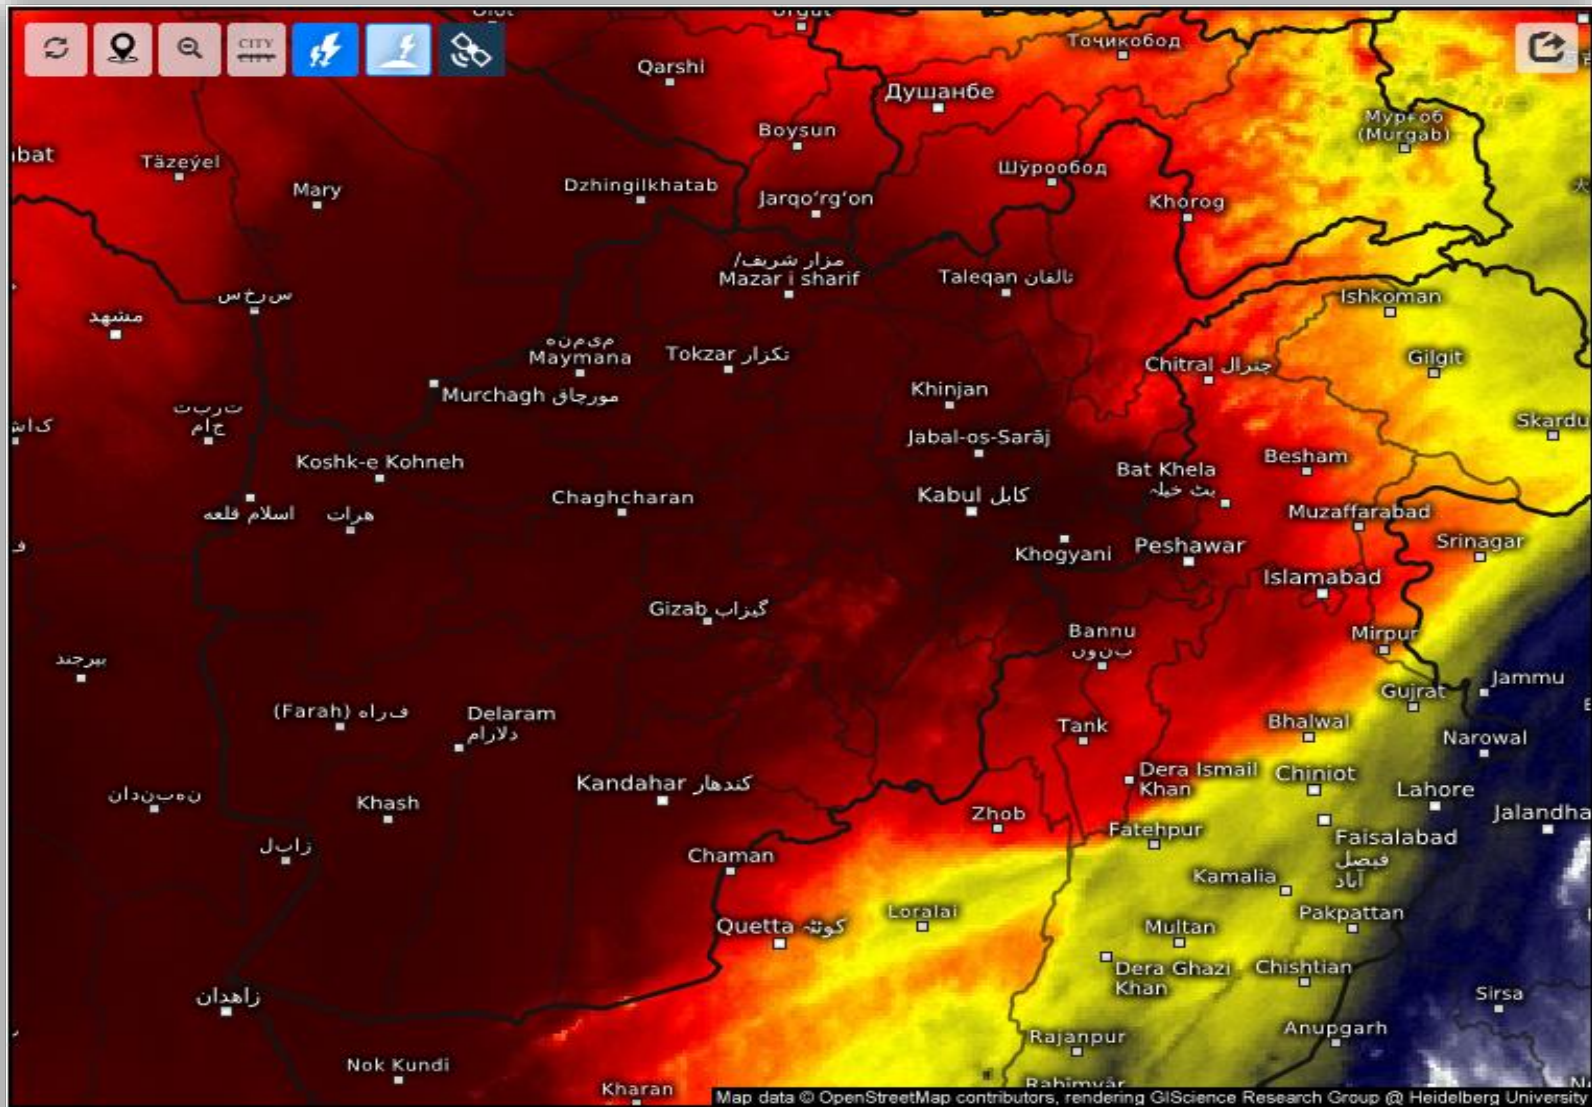 CITY
CITY
Qarshi
Точикобод
Душанбе
Boysun
Мурғоб
(Murgab)
Täzeýel
Mary
Dzhingilkhatab
Jarqo'rg'on
Шӯрообод
Khorog
مزار شریف/
Mazar i sharif
Taleqan تالقان
سرخس
مشهد
Ishkoman
میمنه
Maymana
Tokzar تکزار
Chitral چترال
Gilgit
Murchagh مورچاق
Khinjan
تربت
جام
Skardu
Jabal-os-Sarāj
Koshk-e Kohneh
Besham
Bat Khela
بٹ خیلہ
Chaghcharan
Kabul کابل
اسلام قلعه
هرات
Muzaffarabad
Khogyani
Peshawar
Srinagar
Islamabad
Gizab گیزاب
Bannu
بنوں
Mirpur
بیرجند
Jammu
Gujrat
(Farah) فراه
Delaram
دلارام
Tank
Bhalwal
Narowal
Kandahar کندهار
Dera Ismail
Khan
Chiniot
نهبندان
Khash
Lahore
Zhob
Jalandha
Fatehpur
Faisalabad
فیصل
آباد
زابل
Chaman
Kamalia
Quetta کوئٹہ
Loralai
Multan
Pakpattan
Dera Ghazi
Khan
Chishtian
زاهدان
Sirsa
Rajanpur
Anupgarh
Nok Kundi
Kharan
Map data © OpenStreetMap contributors, rendering GIScience Research Group @ Heidelberg University